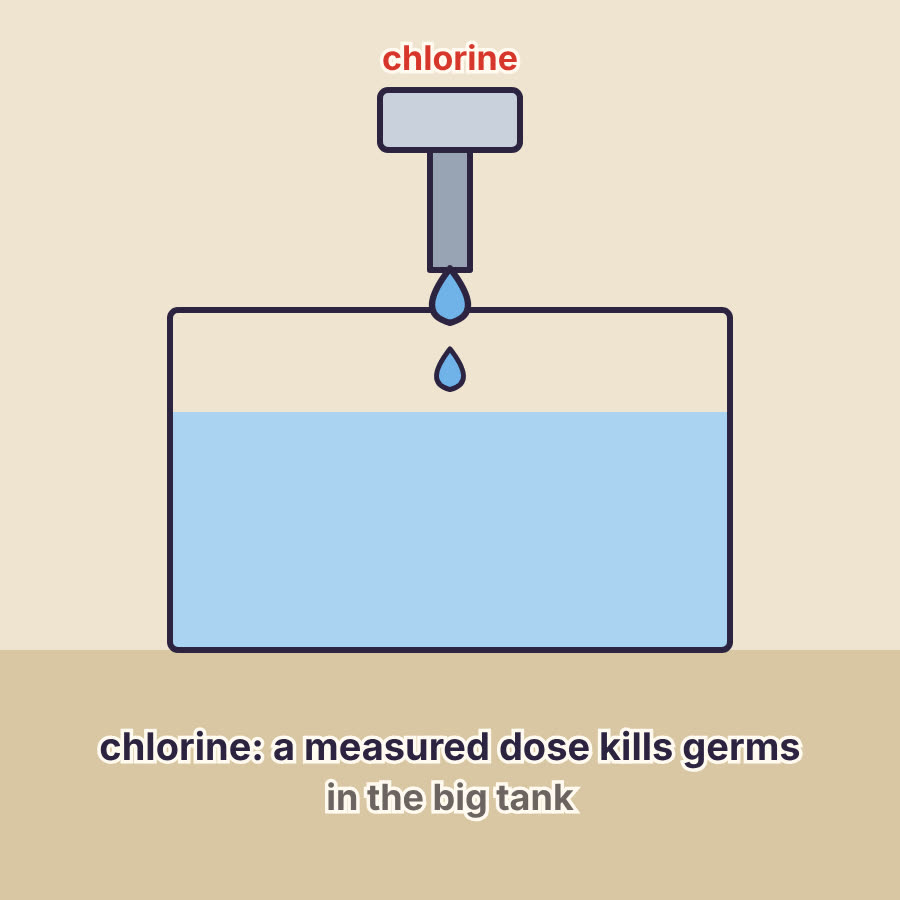 chlorine
chlorine: a measured dose kills germs
in the big tank